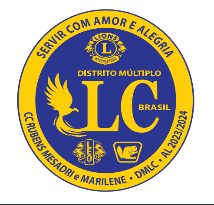 SERVIR COM AMOR E ALEGRIA
LIONS
L
DISTRITO MÚLTIPLO
LC
BRASIL
CC RUBENS MESADRI e MARILENE • DMLC • AL 2023/2024